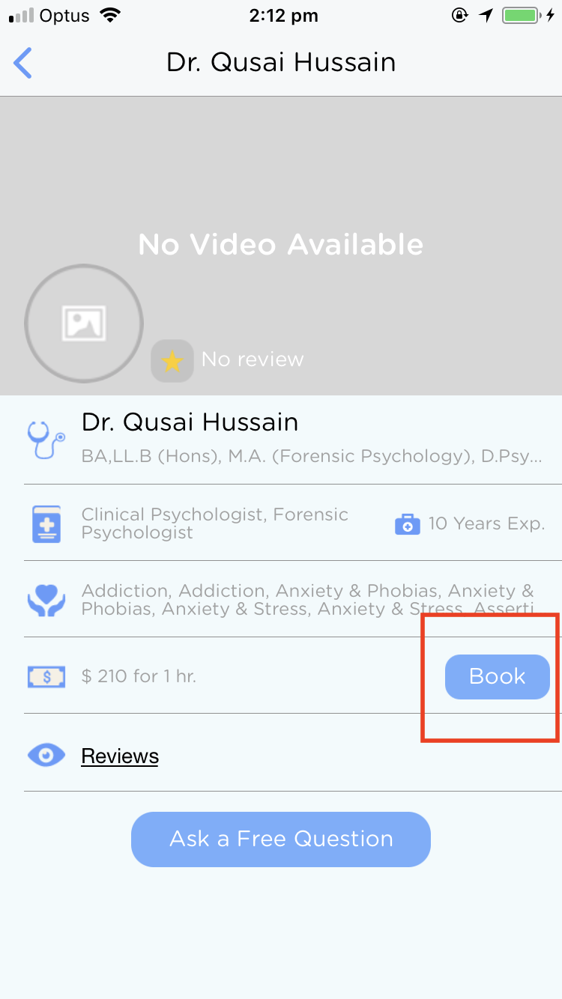 Optus 2:12 pm
Dr. Qusai Hussain
No Video Available
No review
Dr. Qusai Hussain
BA,LL.B (Hons), M.A. (Forensic Psychology), D.Psy...
Clinical Psychologist, Forensic
Psychologist
10 Years Exp.
Addiction, Addiction, Anxiety & Phobias, Anxiety &
Phobias, Anxiety & Stress, Anxiety & Stress, Asserti
$ 210 for 1 hr.
Book
Reviews
Ask a Free Question